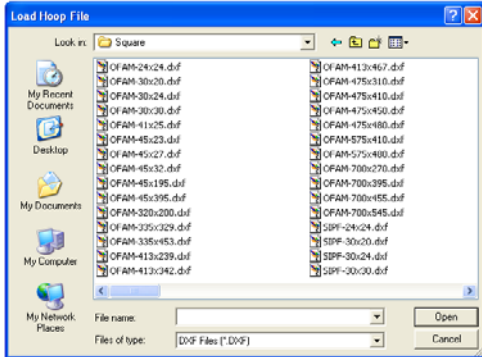 Load Hoop File
Look in:
Square
OFAM-24x24.dxf
OFAM-30x20.dxf
OFAM-30x24.dxf
OFAM-30x30.dxf
OFAM-41x25.dxf
OFAM-45x23.dxf
OFAM-45x27.dxf
OFAM-45x32.dxf
OFAM-45x195.dxf
OFAM-45x395.dxf
OFAM-320x200.dxf
OFAM-335x329.dxf
OFAM-335x453.dxf
OFAM-413x239.dxf
OFAM-413x342.dxf
OFAM-413x467.dxf
OFAM-475x310.dxf
OFAM-475x410.dxf
OFAM-475x450.dxf
OFAM-475x480.dxf
OFAM-575x410.dxf
OFAM-575x480.dxf
OFAM-700x270.dxf
OFAM-700x395.dxf
OFAM-700x455.dxf
OFAM-700x545.dxf
SIPF-24x24.dxf
SIPF-30x20.dxf
SIPF-30x24.dxf
SIPF-30x30.dxf
My Recent
Documents
Desktop
My Documents
My Computer
My Network
Places
File name:
Open
Files of type:
DXF Files (*.DXF)
Cancel